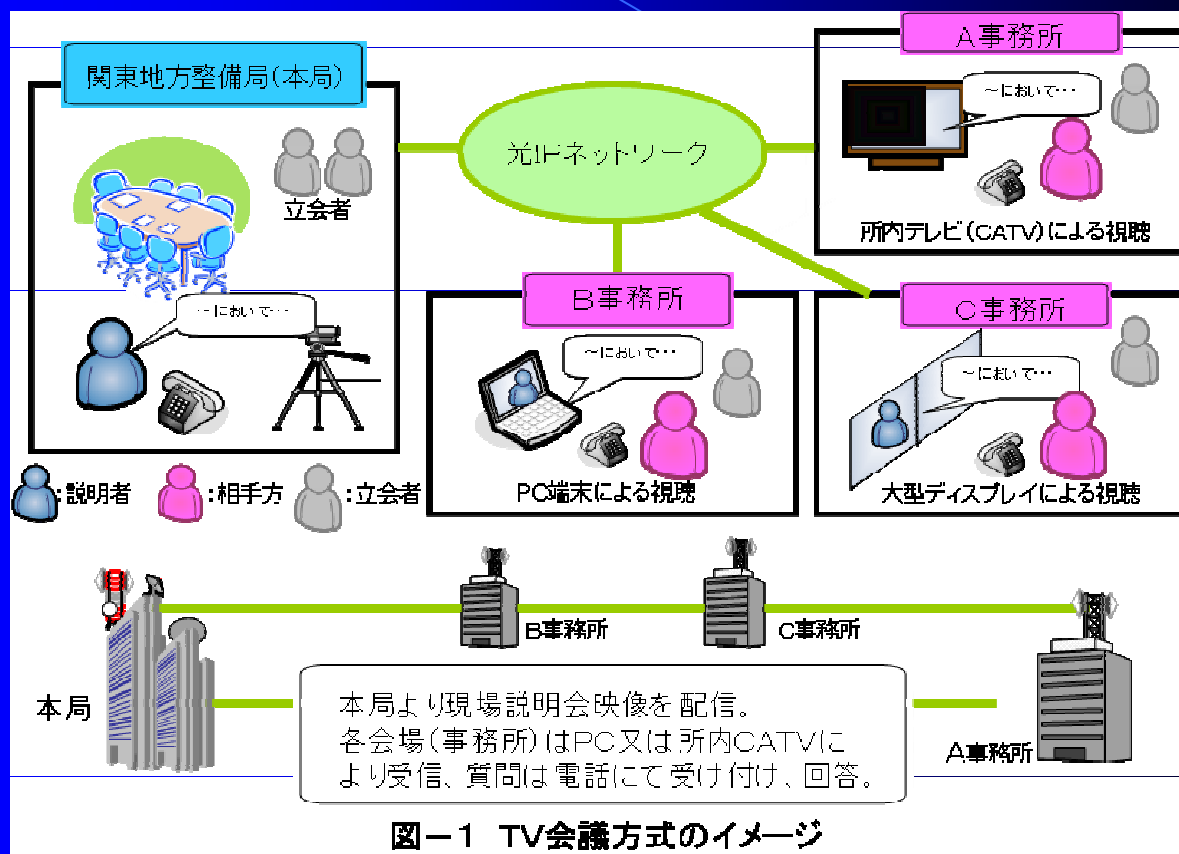 関東地方整備局(本局)
立会者
~において・・・
光IPネットワーク
A事務所
~において・・・
所内テレビ(CATV)による視聴
B事務所
~において・・・
PC端末による視聴
C事務所
~において・・・
大型ディスプレイによる視聴
:説明者 :相手方 :立会者
本局
B事務所
C事務所
A事務所
本局より現場説明会映像を配信。
各会場(事務所)はPC又は所内CATVに
より受信、質問は電話にて受け付け、回答。
図-1 TV会議方式のイメージ